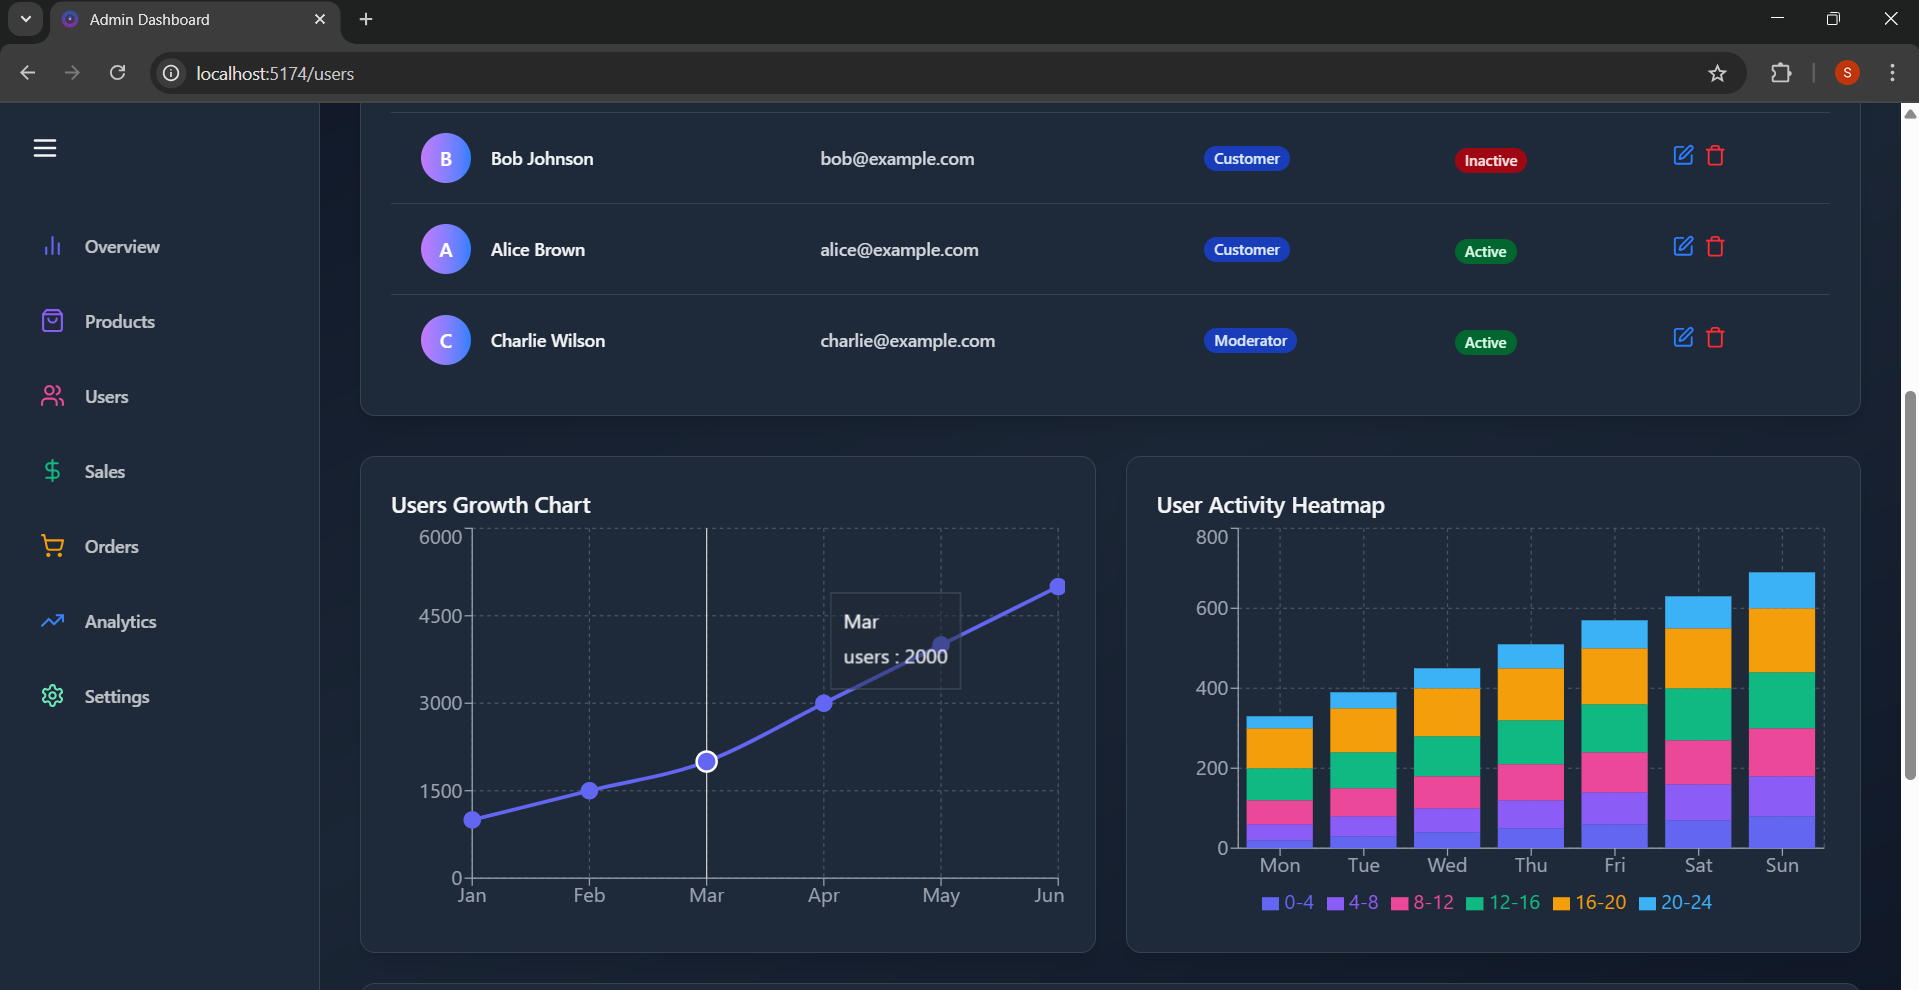 Admin Dashboard
localhost:5174/users
S
Overview
Products
Users
Sales
Orders
Analytics
Settings
B Bob Johnson bob@example.com Customer Inactive
A Alice Brown alice@example.com Customer Active
C Charlie Wilson charlie@example.com Moderator Active
Users Growth Chart
6000
4500
3000
1500
0
Mar
users : 2000
Jan Feb Mar Apr May Jun
User Activity Heatmap
800
600
400
200
0
Mon Tue Wed Thu Fri Sat Sun
0-4 4-8 8-12 12-16 16-20 20-24